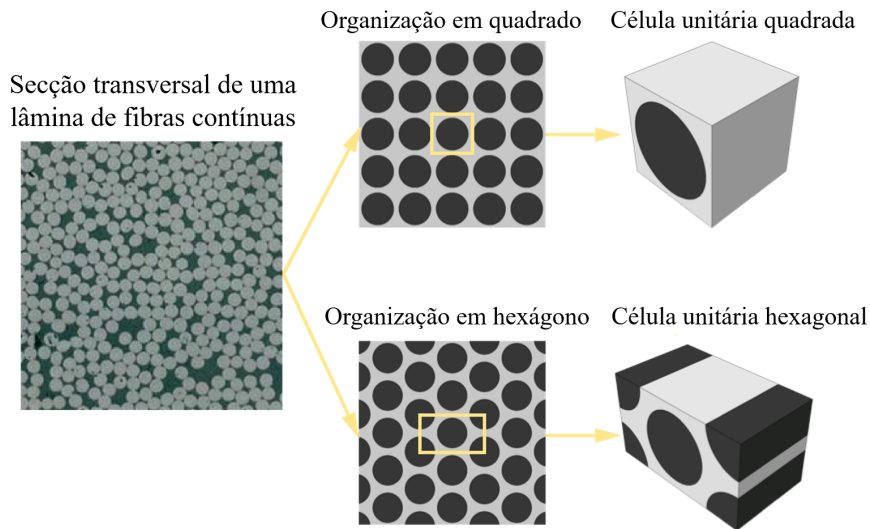 Organização em quadrado
Célula unitária quadrada
Secção transversal de uma
lâmina de fibras contínuas
Organização em hexágono
Célula unitária hexagonal